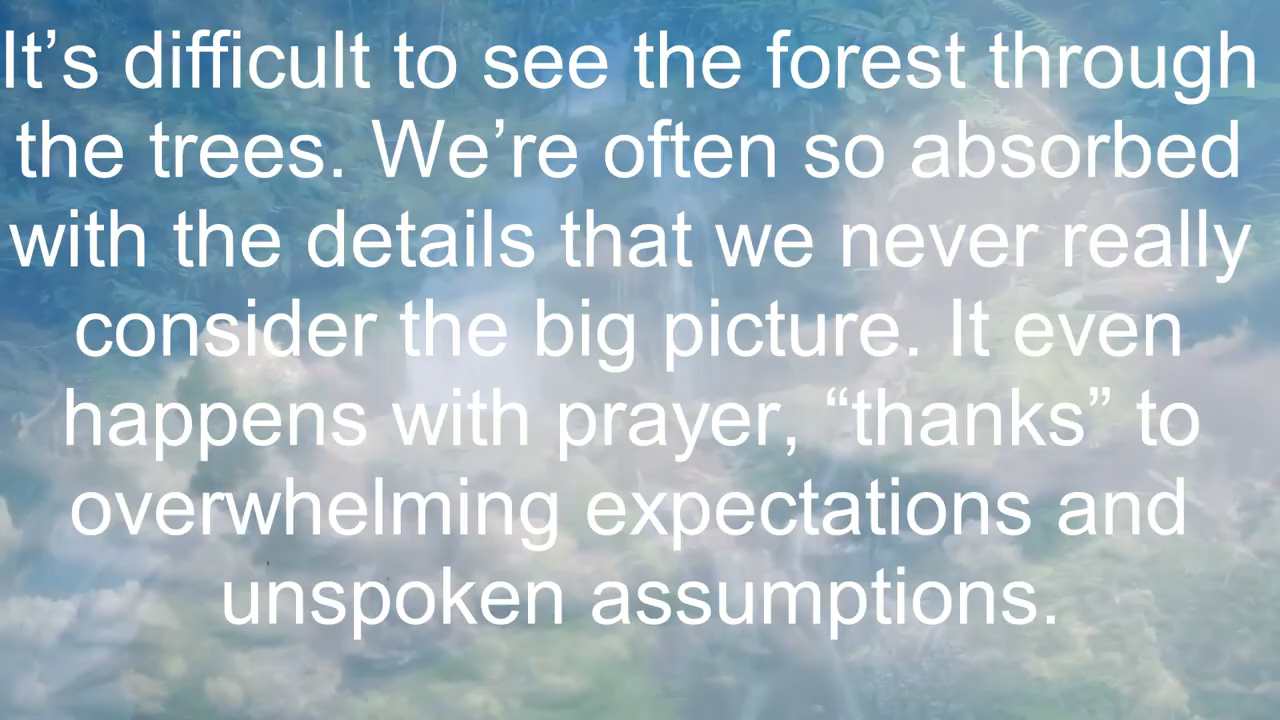 It’s difficult to see the forest through
the trees. We’re often so absorbed
with the details that we never really
consider the big picture. It even
happens with prayer, “thanks” to
overwhelming expectations and
unspoken assumptions.